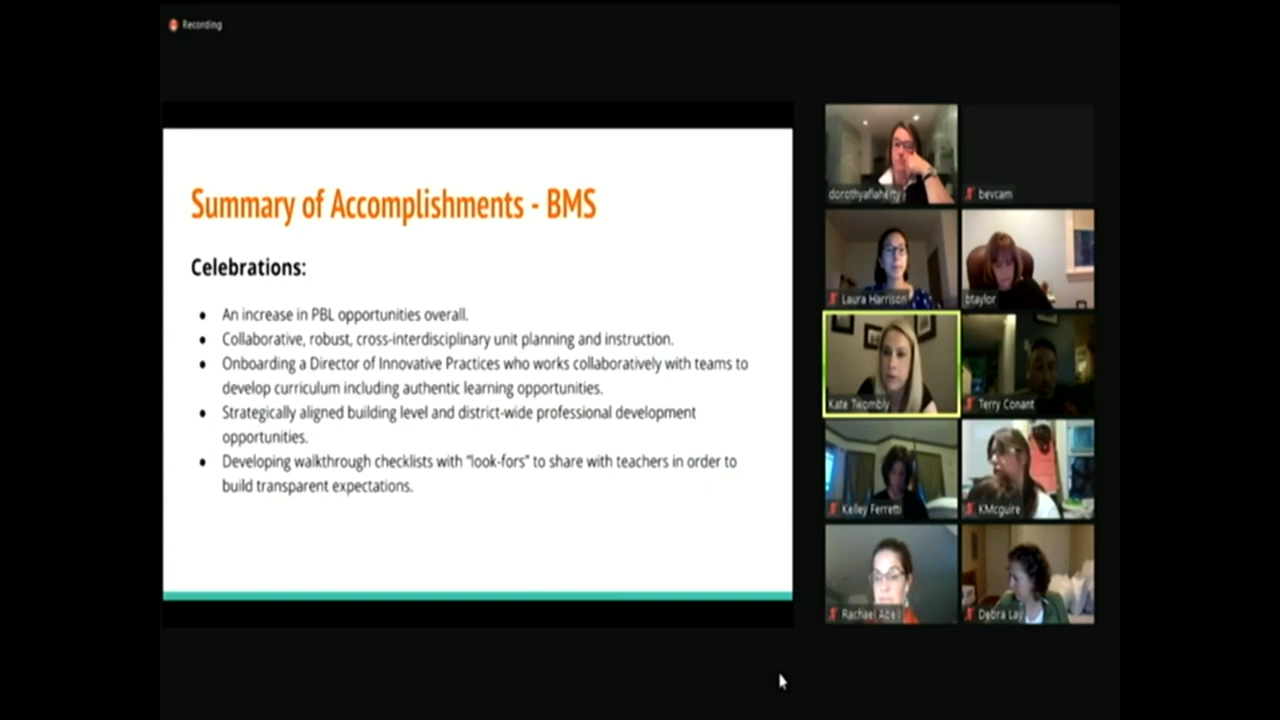 Recording
Summary of Accomplishments - BMS
Celebrations:
● An increase in PBL opportunities overall.
● Collaborative, robust, cross-interdisciplinary unit planning and instruction.
● Onboarding a Director of Innovative Practices who works collaboratively with teams to
develop curriculum including authentic learning opportunities.
● Strategically aligned building level and district-wide professional development
opportunities.
● Developing walkthrough checklists with "look-fors" to share with teachers in order to
build transparent expectations.
dorothyaflaherty
bevcam
Laura Harrison
btaylor
Kate Twombly
Terry Conant
Kelley Ferretti
KMcguire
Rachael Abell
Debra Lay